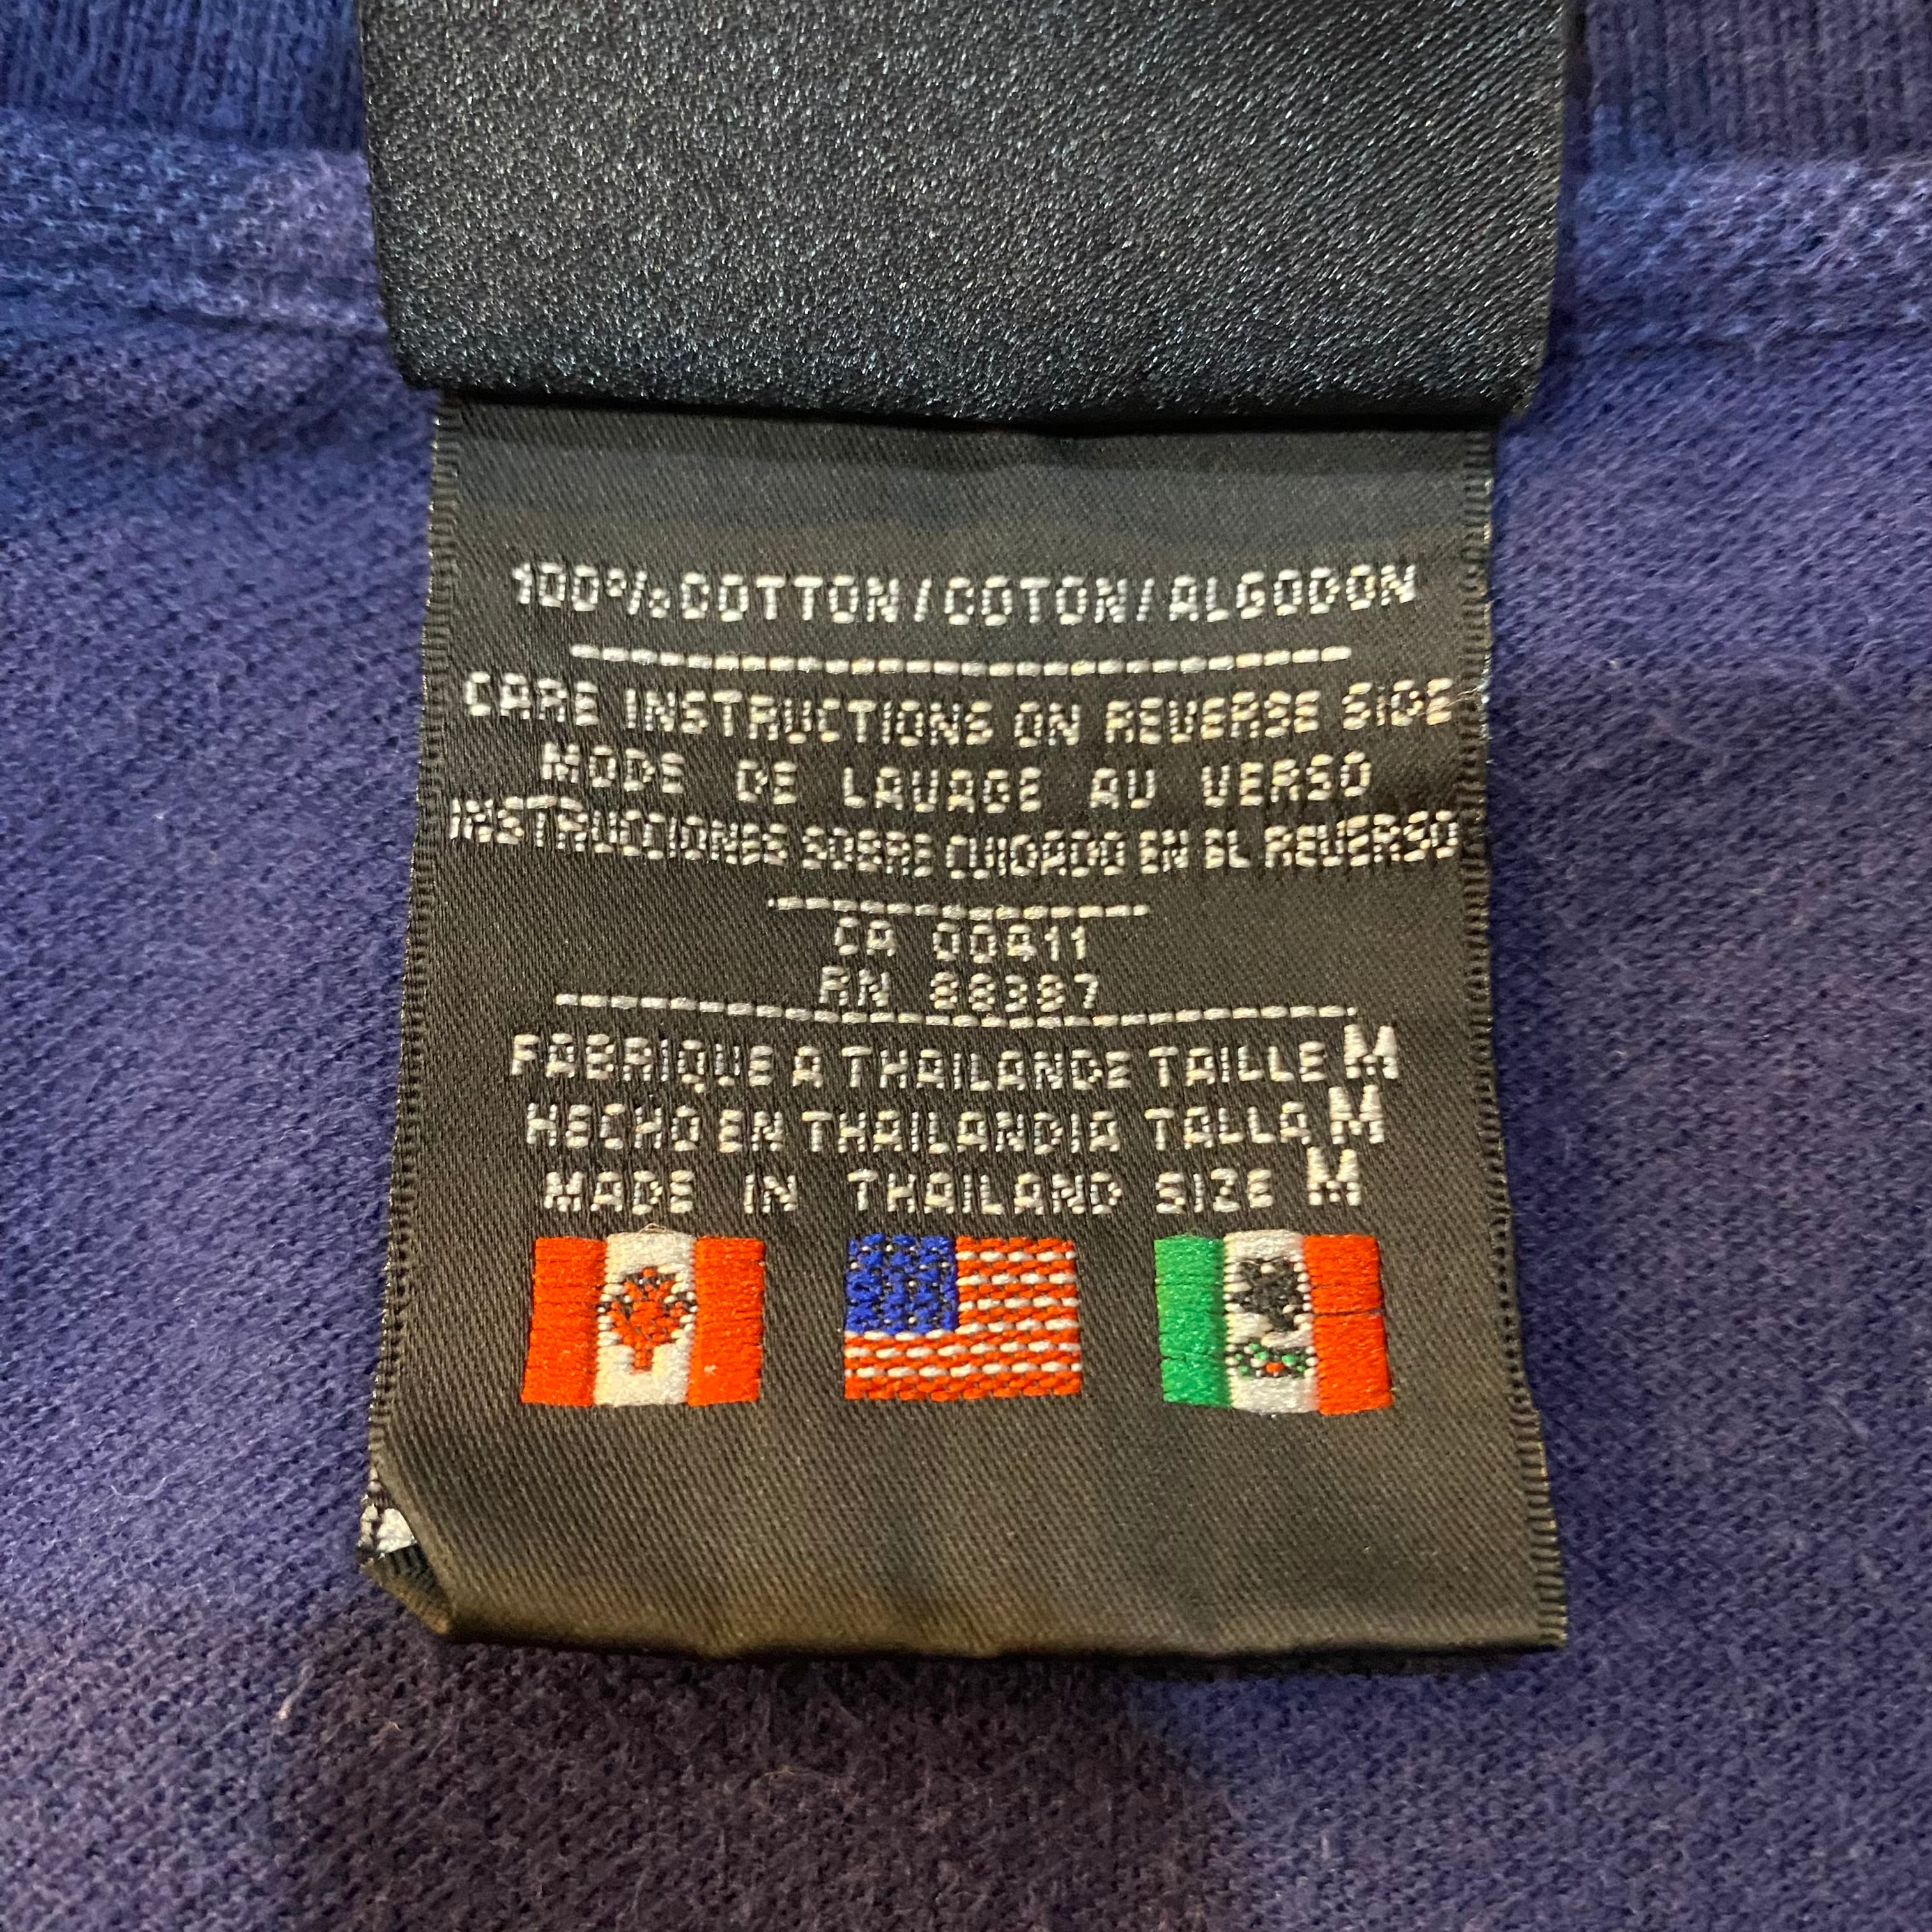 100% COTTON / COTON / ALGODON
CARE INSTRUCTIONS ON REVERSE SIDE
MODE DE LAVAGE AU VERSO
INSTRUCCIONES SOBRE CUIDADO EN EL REVERSO
CA 00411
RN 88387
FABRIQUE A THAILANDE TAILLE M
HECHO EN THAILANDIA TALLA M
MADE IN THAILAND SIZE M